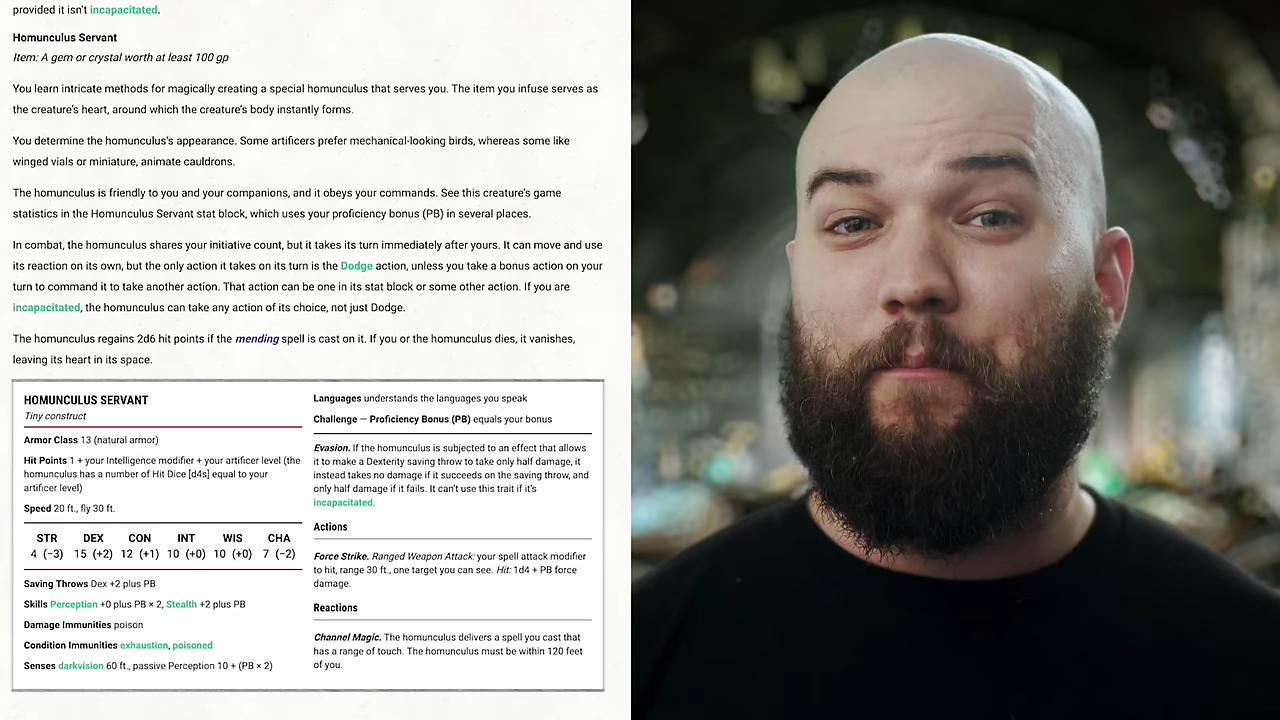 provided it isn't incapacitated.
Homunculus Servant
Item: A gem or crystal worth at least 100 gp
You learn intricate methods for magically creating a special homunculus that serves you. The item you infuse serves as
the creature's heart, around which the creature's body instantly forms.
You determine the homunculus's appearance. Some artificers prefer mechanical-looking birds, whereas some like
winged vials or miniature, animate cauldrons.
The homunculus is friendly to you and your companions, and it obeys your commands. See this creature's game
statistics in the Homunculus Servant stat block, which uses your proficiency bonus (PB) in several places.
In combat, the homunculus shares your initiative count, but it takes its turn immediately after yours. It can move and use
its reaction on its own, but the only action it takes on its turn is the Dodge action, unless you take a bonus action on your
turn to command it to take another action. That action can be one in its stat block or some other action. If you are
incapacitated, the homunculus can take any action of its choice, not just Dodge.
The homunculus regains 2d6 hit points if the mending spell is cast on it. If you or the homunculus dies, it vanishes,
leaving its heart in its space.
HOMUNCULUS SERVANT
Tiny construct
Armor Class 13 (natural armor)
Hit Points 1 + your Intelligence modifier + your artificer level (the
homunculus has a number of Hit Dice [d4s] equal to your
artificer level)
Speed 20 ft., fly 30 ft.
STR DEX CON INT WIS CHA
4 (−3) 15 (+2) 12 (+1) 10 (+0) 10 (+0) 7 (−2)
Saving Throws Dex +2 plus PB
Skills Perception +0 plus PB × 2, Stealth +2 plus PB
Damage Immunities poison
Condition Immunities exhaustion, poisoned
Senses darkvision 60 ft., passive Perception 10 + (PB × 2)
Languages understands the languages you speak
Challenge — Proficiency Bonus (PB) equals your bonus
Evasion. If the homunculus is subjected to an effect that allows
it to make a Dexterity saving throw to take only half damage, it
instead takes no damage if it succeeds on the saving throw, and
only half damage if it fails. It can't use this trait if it's
incapacitated.
Actions
Force Strike. Ranged Weapon Attack: your spell attack modifier
to hit, range 30 ft., one target you can see. Hit: 1d4 + PB force
damage.
Reactions
Channel Magic. The homunculus delivers a spell you cast that
has a range of touch. The homunculus must be within 120 feet
of you.